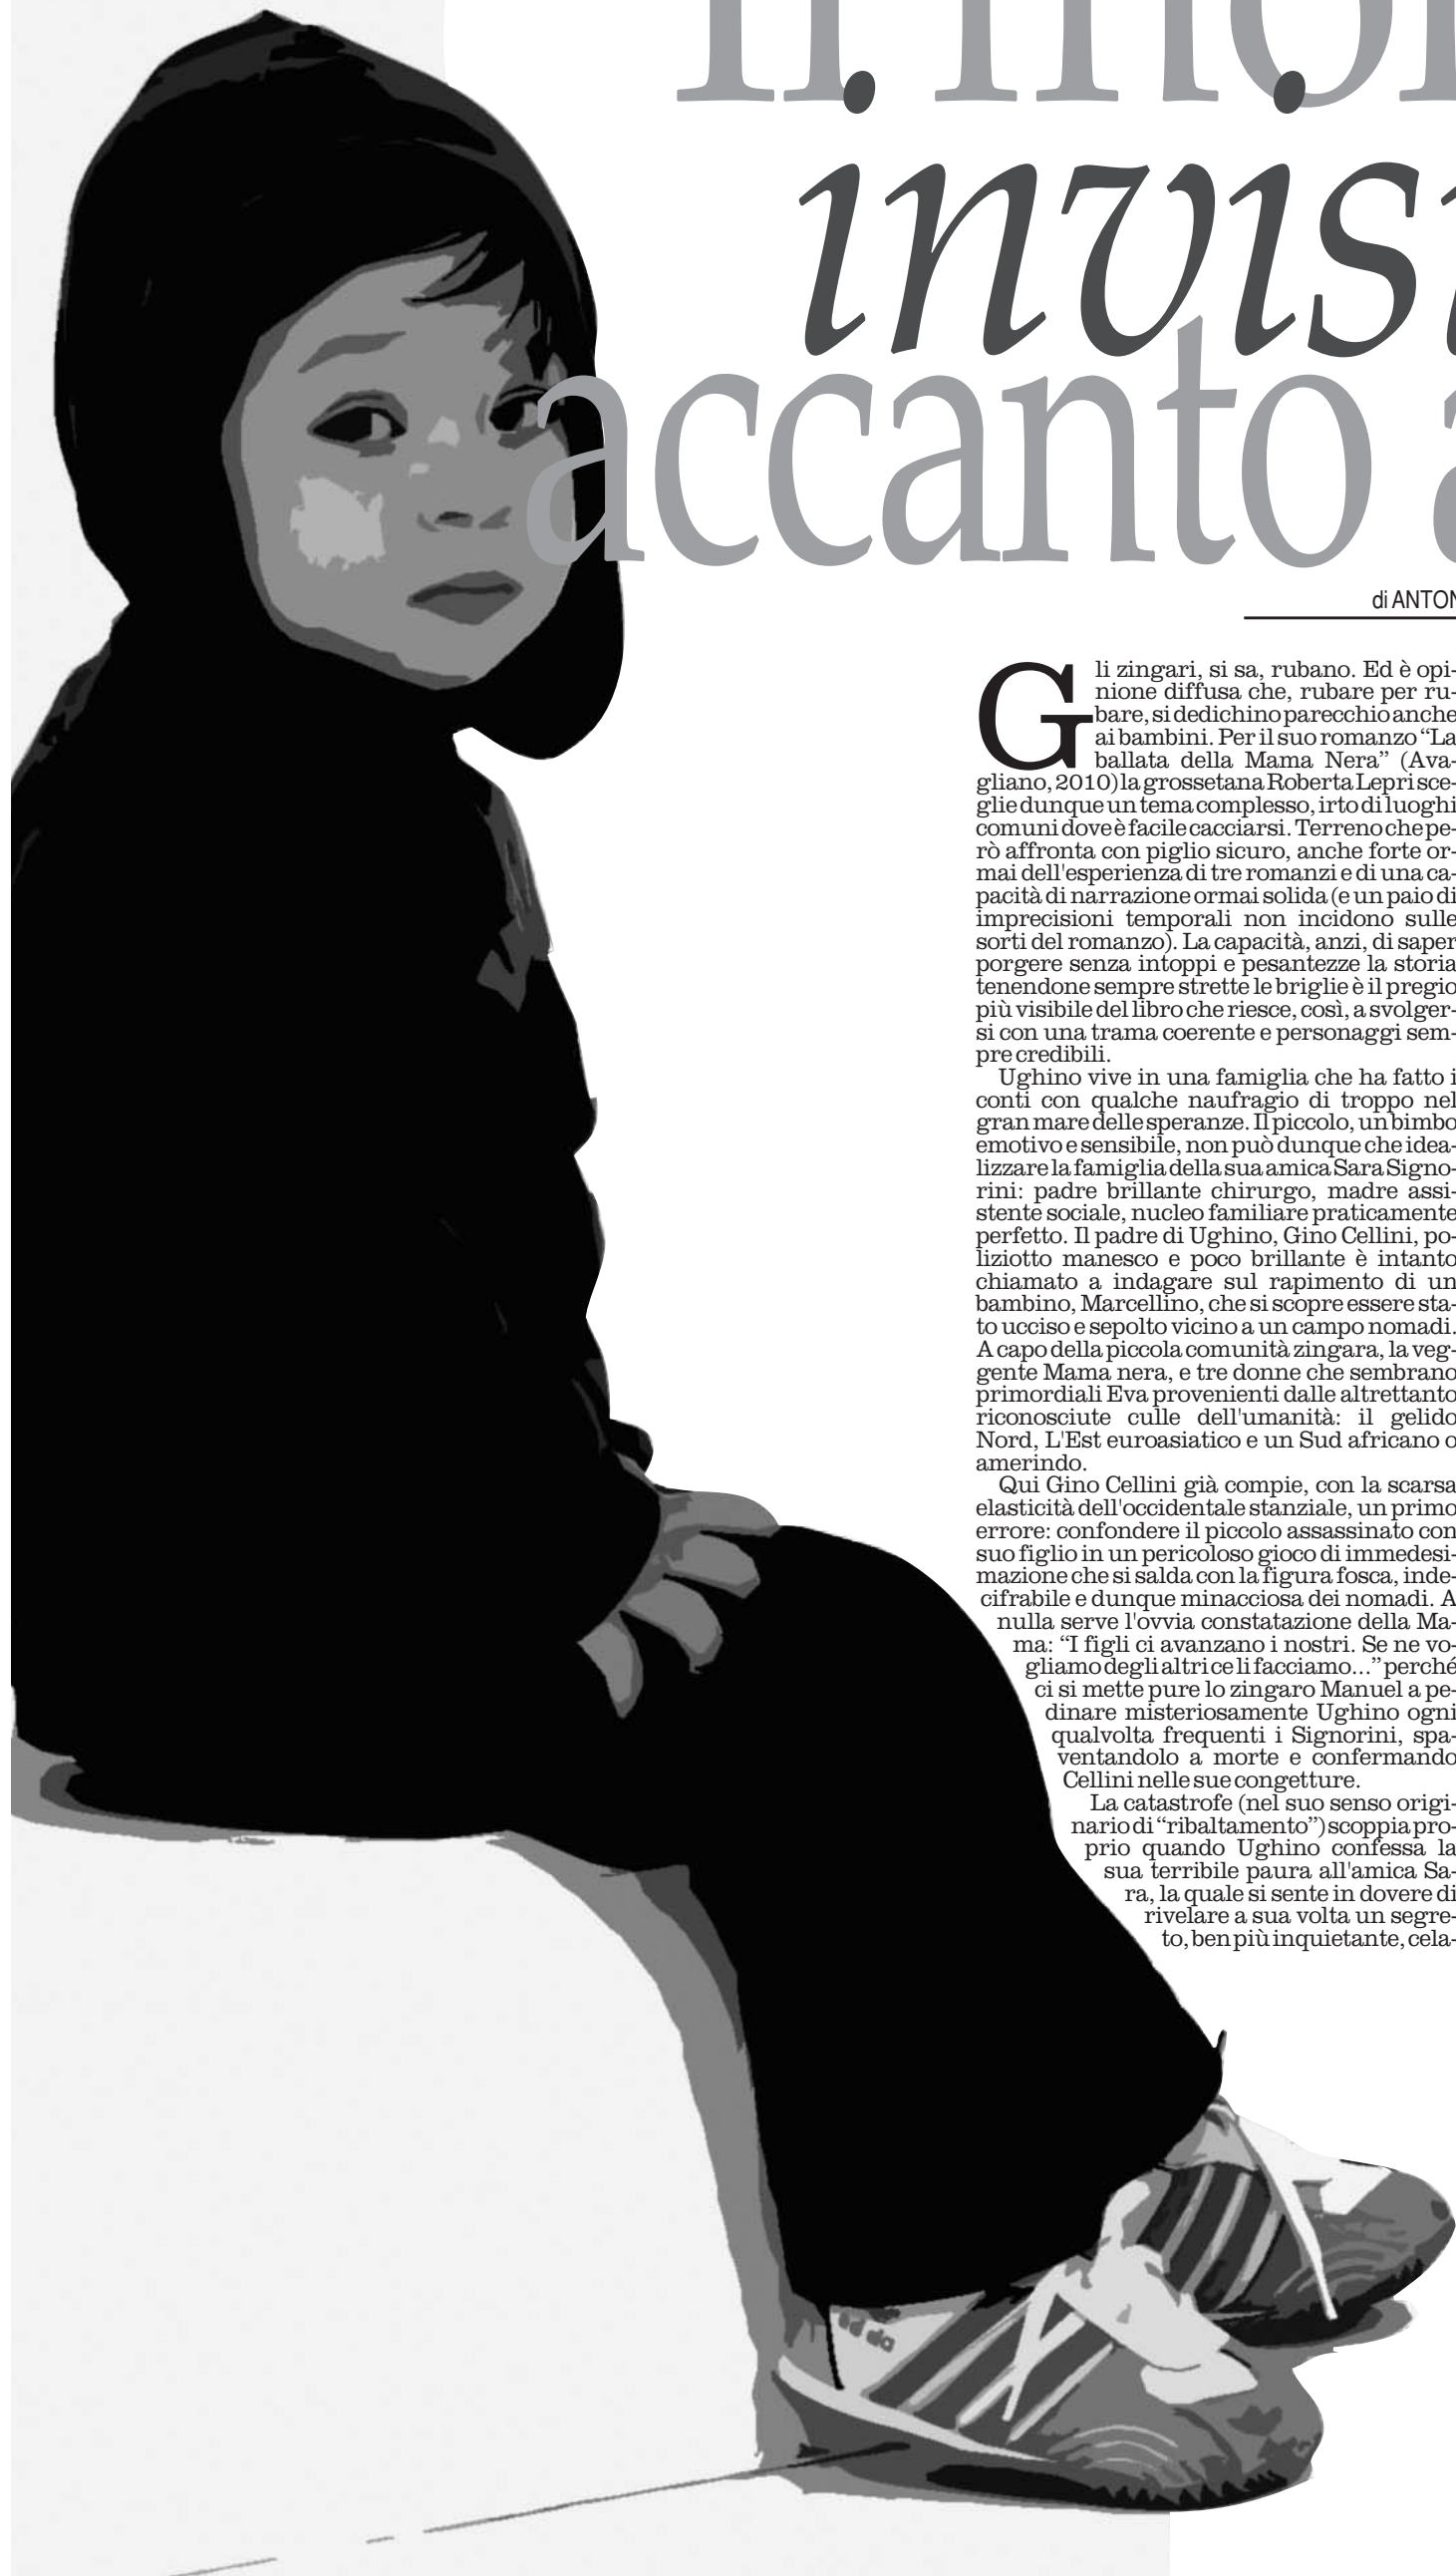 Il mon
invisi
accanto a
di ANTON
Gli zingari, si sa, rubano. Ed è opi-
nione diffusa che, rubare per ru-
bare, si dedichino parecchio anche
ai bambini. Per il suo romanzo “La
ballata della Mama Nera” (Ava-
gliano, 2010) la grossetana Roberta Lepri sce-
glie dunque un tema complesso, irto di luoghi
comuni dove è facile cacciarsi. Terreno che pe-
rò affronta con piglio sicuro, anche forte or-
mai dell'esperienza di tre romanzi e di una ca-
pacità di narrazione ormai solida (e un paio di
imprecisioni temporali non incidono sulle
sorti del romanzo). La capacità, anzi, di saper
porgere senza intoppi e pesantezze la storia
tenendone sempre strette le briglie è il pregio
più visibile del libro che riesce, così, a svolger-
si con una trama coerente e personaggi sem-
pre credibili.
Ughino vive in una famiglia che ha fatto i
conti con qualche naufragio di troppo nel
gran mare delle speranze. Il piccolo, un bimbo
emotivo e sensibile, non può dunque che idea-
lizzare la famiglia della sua amica Sara Signo-
rini: padre brillante chirurgo, madre assi-
stente sociale, nucleo familiare praticamente
perfetto. Il padre di Ughino, Gino Cellini, po-
liziotto manesco e poco brillante è intanto
chiamato a indagare sul rapimento di un
bambino, Marcellino, che si scopre essere sta-
to ucciso e sepolto vicino a un campo nomadi.
A capo della piccola comunità zingara, la veg-
gente Mama nera, e tre donne che sembrano
primordiali Eva provenienti dalle altrettanto
riconosciute culle dell'umanità: il gelido
Nord, L'Est euroasiatico e un Sud africano o
amerindo.
Qui Gino Cellini già compie, con la scarsa
elasticità dell'occidentale stanziale, un primo
errore: confondere il piccolo assassinato con
suo figlio in un pericoloso gioco di immedesi-
mazione che si salda con la figura fosca, inde-
cifrabile e dunque minacciosa dei nomadi. A
nulla serve l'ovvia constatazione della Ma-
ma: “I figli ci avanzano i nostri. Se ne vo-
gliamo degli altri ce li facciamo...” perché
ci si mette pure lo zingaro Manuel a pe-
dinare misteriosamente Ughino ogni
qualvolta frequenti i Signorini, spa-
ventandolo a morte e confermando
Cellini nelle sue congetture.
La catastrofe (nel suo senso origi-
nario di “ribaltamento”) scoppia pro-
prio quando Ughino confessa la
sua terribile paura all'amica Sa-
ra, la quale si sente in dovere di
rivelare a sua volta un segre-
to, ben più inquietante, cela-